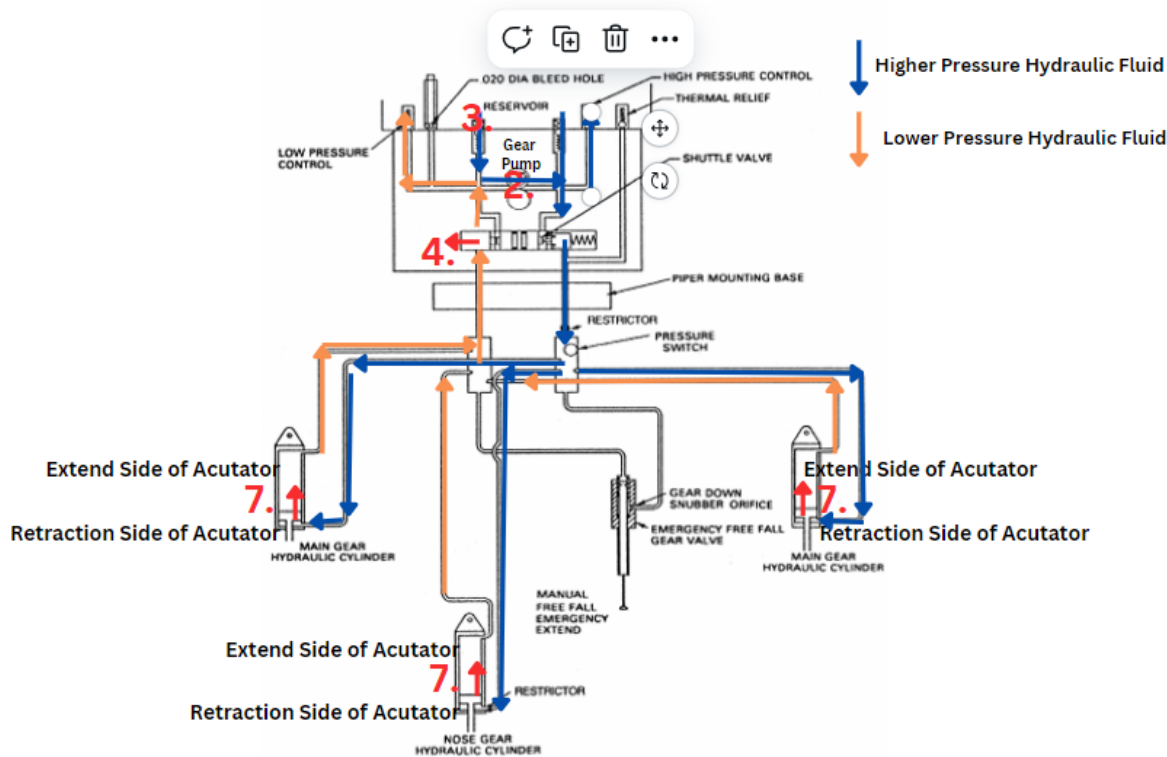 .020 DIA BLEED HOLE
HIGH PRESSURE CONTROL
Higher Pressure Hydraulic Fluid
THERMAL RELIEF
3.
RESERVOIR
Lower Pressure Hydraulic Fluid
LOW PRESSURE
CONTROL
Gear
Pump
SHUTTLE VALVE
2.
4.
PIPER MOUNTING BASE
RESTRICTOR
PRESSURE
SWITCH
Extend Side of Acutator
7.
Retraction Side of Acutator
MAIN GEAR
HYDRAULIC CYLINDER
Extend Side of Acutator
7.
Retraction Side of Acutator
MAIN GEAR
HYDRAULIC CYLINDER
GEAR DOWN
SNUBBER ORIFICE
EMERGENCY FREE FALL
GEAR VALVE
MANUAL
FREE FALL
EMERGENCY
EXTEND
Extend Side of Acutator
7.
RESTRICTOR
Retraction Side of Acutator
NOSE GEAR
HYDRAULIC CYLINDER